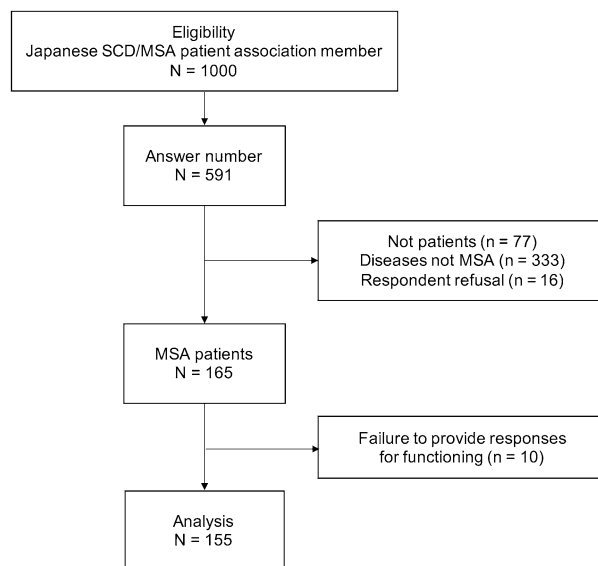 Eligibility
Japanese SCD/MSA patient association member
N = 1000
Answer number
N = 591
Not patients (n = 77)
Diseases not MSA (n = 333)
Respondent refusal (n = 16)
MSA patients
N = 165
Failure to provide responses
for functioning (n = 10)
Analysis
N = 155